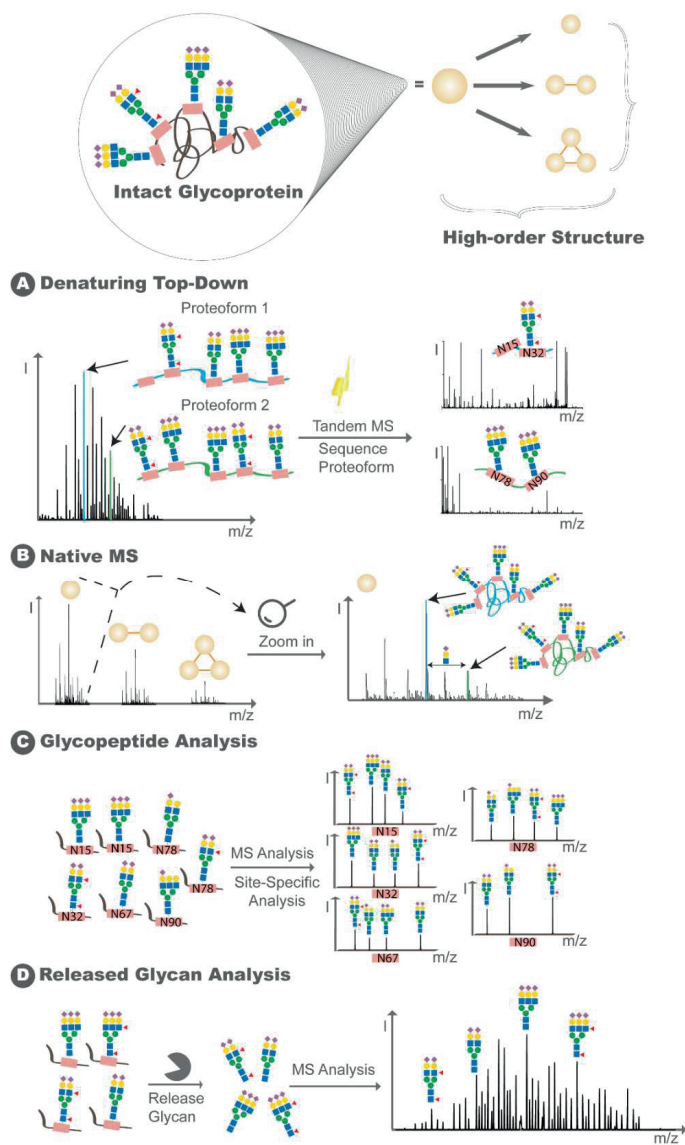 Intact Glycoprotein
=
High-order Structure
A Denaturing Top-Down
Proteoform 1
Proteoform 2
I
m/z
Tandem MS
Sequence
Proteoform
I
N15
N32
m/z
I
N78
N90
m/z
B Native MS
I
m/z
Zoom in
I
m/z
C Glycopeptide Analysis
N15
N15
N78
N78
N32
N67
N90
MS Analysis
Site-Specific
Analysis
I
N15
m/z
I
N32
m/z
I
N67
m/z
I
N78
m/z
I
N90
m/z
D Released Glycan Analysis
Release
Glycan
MS Analysis
I
m/z